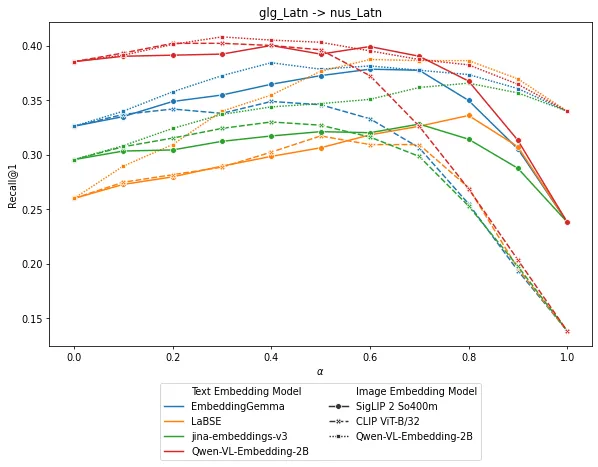 glg_Latn -> nus_Latn
Recall@1
0.40
0.35
0.30
0.25
0.20
0.15
0.0 0.2 0.4 0.6 0.8 1.0
α
Text Embedding Model
EmbeddingGemma
LaBSE
jina-embeddings-v3
Qwen-VL-Embedding-2B
Image Embedding Model
SigLIP 2 So400m
CLIP ViT-B/32
Qwen-VL-Embedding-2B